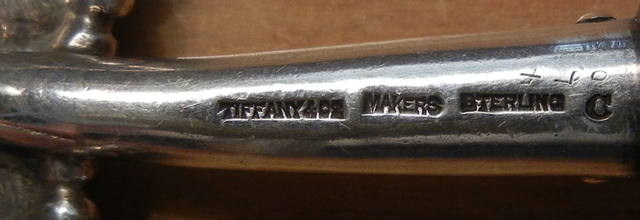 TIFFANY & CO. MAKERS STERLING C